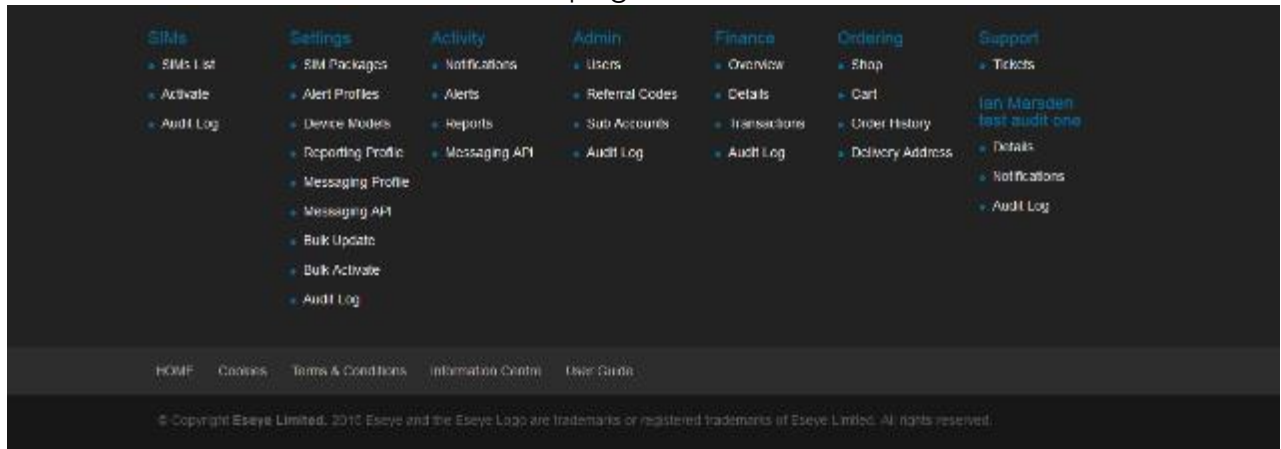 SIMs
SIMs List
Activate
Audit Log
Settings
SIM Packages
Alert Profiles
Device Models
Reporting Profile
Messaging Profile
Messaging API
Bulk Update
Bulk Activate
Audit Log
Activity
Notifications
Alerts
Reports
Messaging API
Admin
Users
Referral Codes
Sub Accounts
Audit Log
Finance
Overview
Details
Transactions
Audit Log
Ordering
Shop
Cart
Order History
Delivery Address
Support
Tickets
Ian Marsden
test audit one
Details
Notifications
Audit Log
HOME Cookies Terms & Conditions Information Centre User Guide
© Copyright Eseye Limited. Eseye and the Eseye Logo are trademarks or registered trademarks of Eseye Limited. All rights reserved.